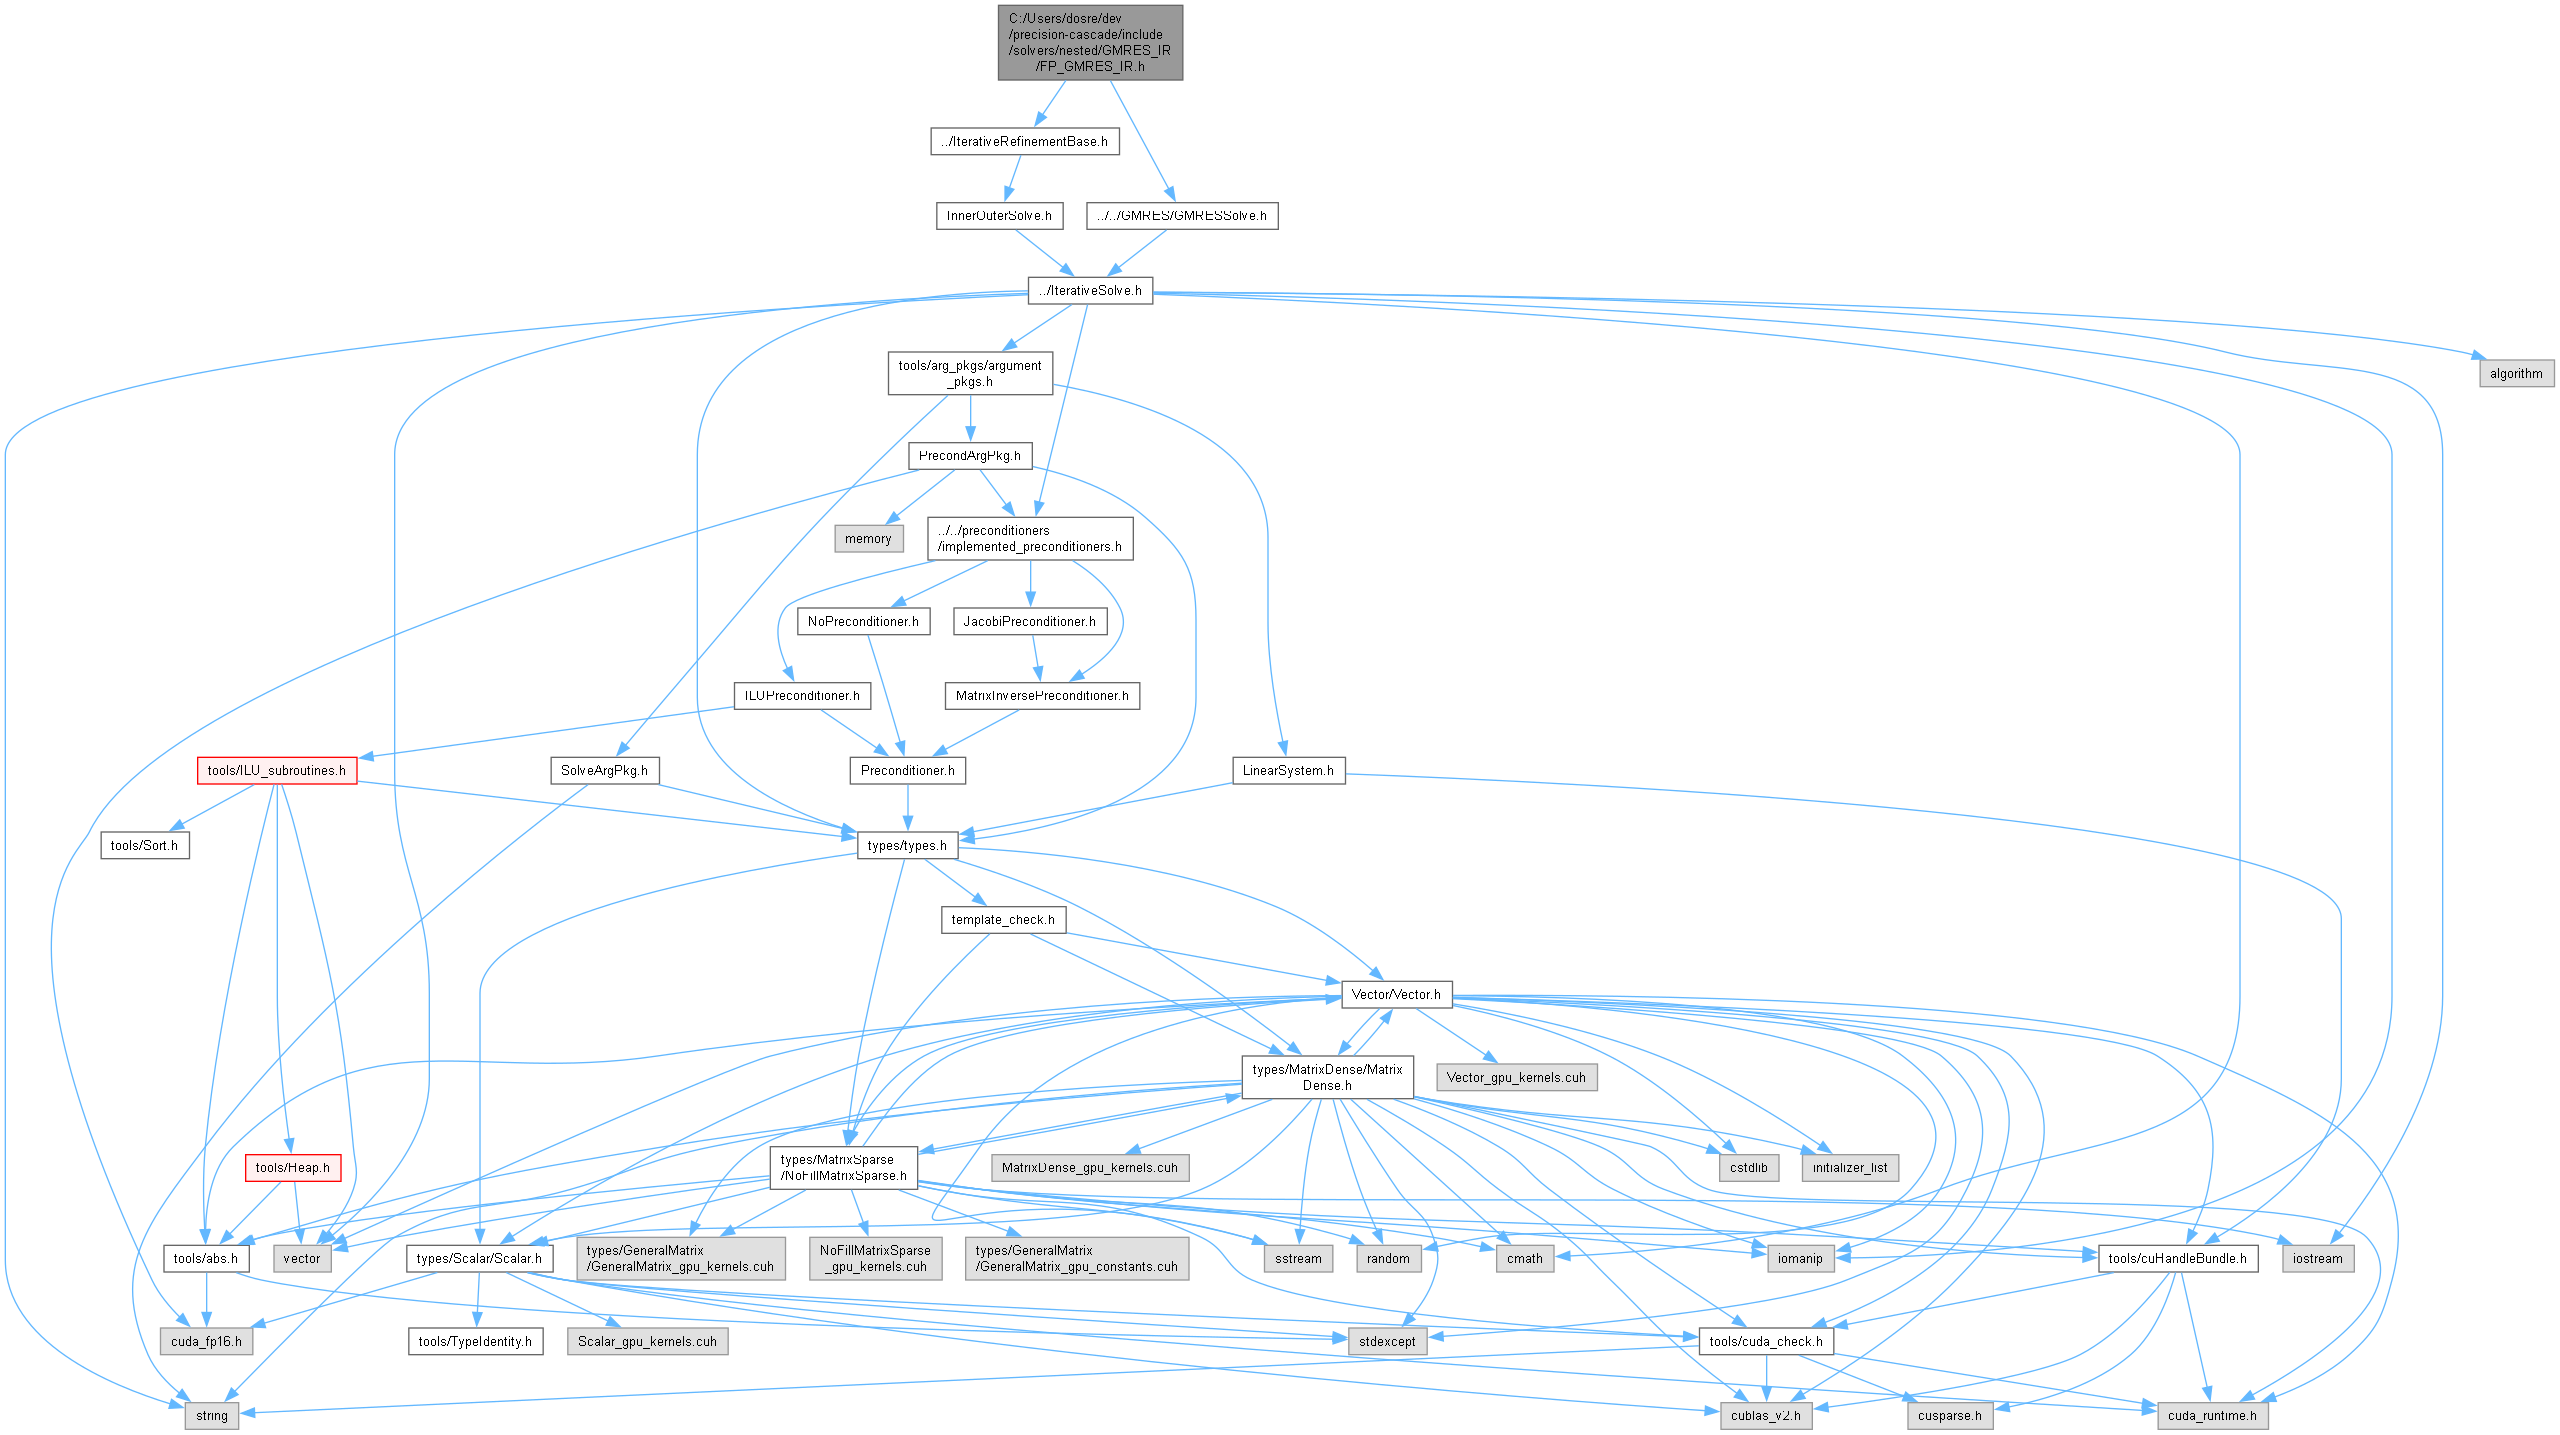 C:/Users/dosre/dev
/precision-cascade/include
/solvers/nested/GMRES_IR
/FP_GMRES_IR.h
../IterativeRefinementBase.h
InnerOuterSolve.h
../../GMRES/GMRESSolve.h
../IterativeSolve.h
tools/arg_pkgs/argument
_pkgs.h
algorithm
PrecondArgPkg.h
memory
../../preconditioners
/implemented_preconditioners.h
NoPreconditioner.h
JacobiPreconditioner.h
ILUPreconditioner.h
MatrixInversePreconditioner.h
tools/ILU_subroutines.h
SolveArgPkg.h
Preconditioner.h
LinearSystem.h
tools/Sort.h
types/types.h
template_check.h
Vector/Vector.h
types/MatrixDense/Matrix
Dense.h
Vector_gpu_kernels.cuh
tools/Heap.h
types/MatrixSparse
/NoFillMatrixSparse.h
MatrixDense_gpu_kernels.cuh
cstdlib
initializer_list
tools/abs.h
vector
types/Scalar/Scalar.h
types/GeneralMatrix
/GeneralMatrix_gpu_kernels.cuh
NoFillMatrixSparse
_gpu_kernels.cuh
types/GeneralMatrix
/GeneralMatrix_gpu_constants.cuh
sstream
random
cmath
iomanip
tools/cuHandleBundle.h
iostream
cuda_fp16.h
tools/TypeIdentity.h
Scalar_gpu_kernels.cuh
stdexcept
tools/cuda_check.h
string
cublas_v2.h
cusparse.h
cuda_runtime.h